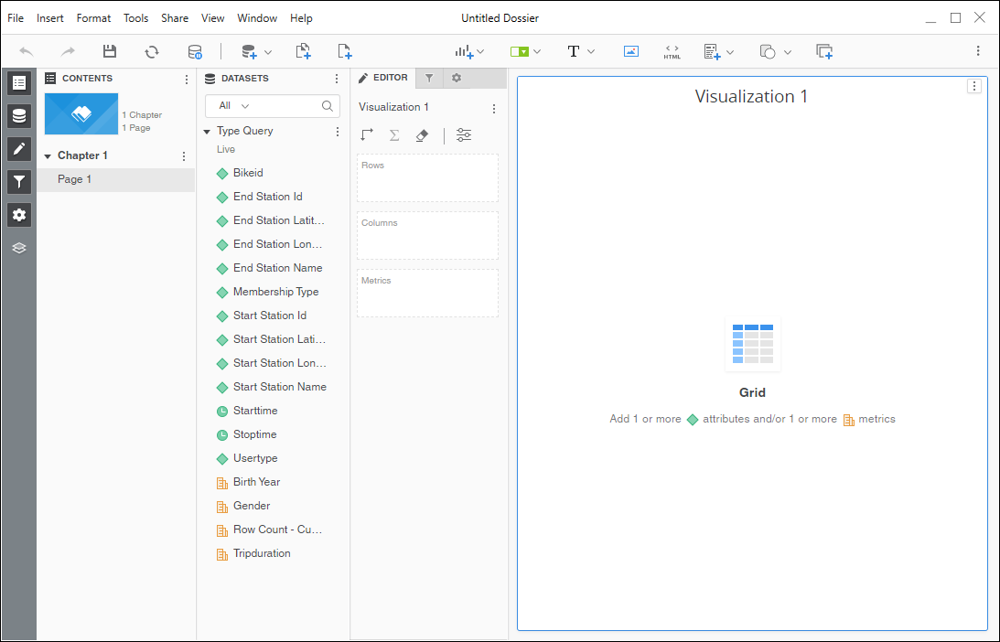 File Insert Format Tools Share View Window Help
Untitled Dossier
T
HTML
CONTENTS
1 Chapter
1 Page
Chapter 1
Page 1
DATASETS
All
Type Query
Live
Bikeid
End Station Id
End Station Latit...
End Station Lon...
End Station Name
Membership Type
Start Station Id
Start Station Lati...
Start Station Lon...
Start Station Name
Starttime
Stoptime
Usertype
Birth Year
Gender
Row Count - Cu...
Tripduration
EDITOR
Visualization 1
Σ
Rows
Columns
Metrics
Visualization 1
Grid
Add 1 or more attributes and/or 1 or more metrics